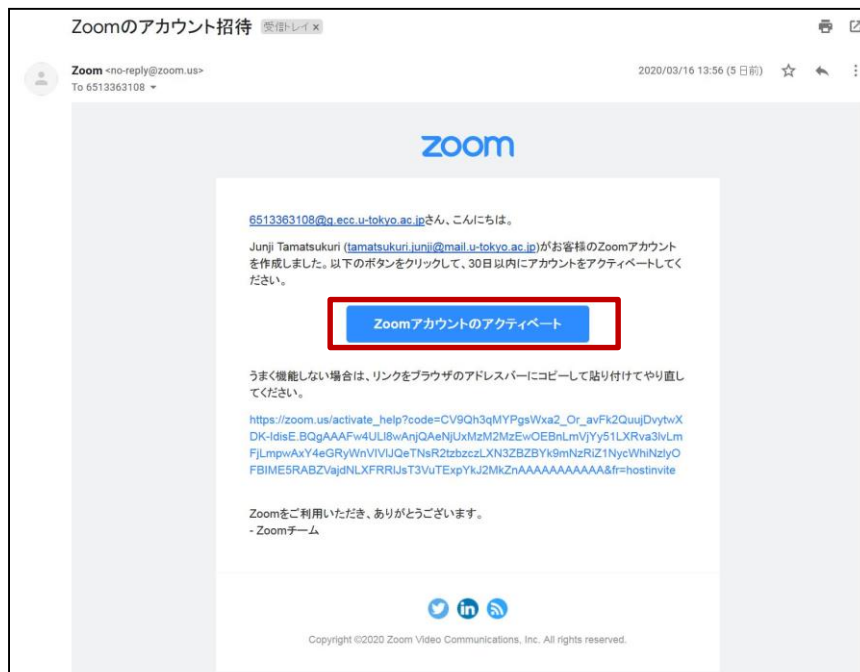 Zoomのアカウント招待 受信トレイ ×
Zoom <no-reply@zoom.us>
2020/03/16 13:56 (5 日前)
To 6513363108
zoom
6513363108@g.ecc.u-tokyo.ac.jpさん、こんにちは。
Junji Tamatsukuri (tamatsukuri.junji@mail.u-tokyo.ac.jp)がお客様のZoomアカウント
を作成しました。以下のボタンをクリックして、30日以内にアカウントをアクティベートしてく
ださい。
Zoomアカウントのアクティベート
うまく機能しない場合は、リンクをブラウザのアドレスバーにコピーして貼り付けてやり直し
てください。
https://zoom.us/activate_help?code=CV9Qh3qMYPgsWxa2_Or_avFk2QuujDvytwX
DK-IdisE.BQgAAAFw4ULl8wAnjQAeNjUxMzM2MzEwOEBnLmVjYy51LXRva3lvLm
FjLmpwAxY4eGRyWnVIVlJQeTNsR2tzbzczLXN3ZBZBYk9mNzRiZ1NycWhiNzlyO
FBIME5RABZVajdNLXFRRlJsT3VuTExpYkJ2MkZnAAAAAAAAAAA&fr=hostinvite
Zoomをご利用いただき、ありがとうございます。
- Zoomチーム
Copyright ©2020 Zoom Video Communications, Inc. All rights reserved.